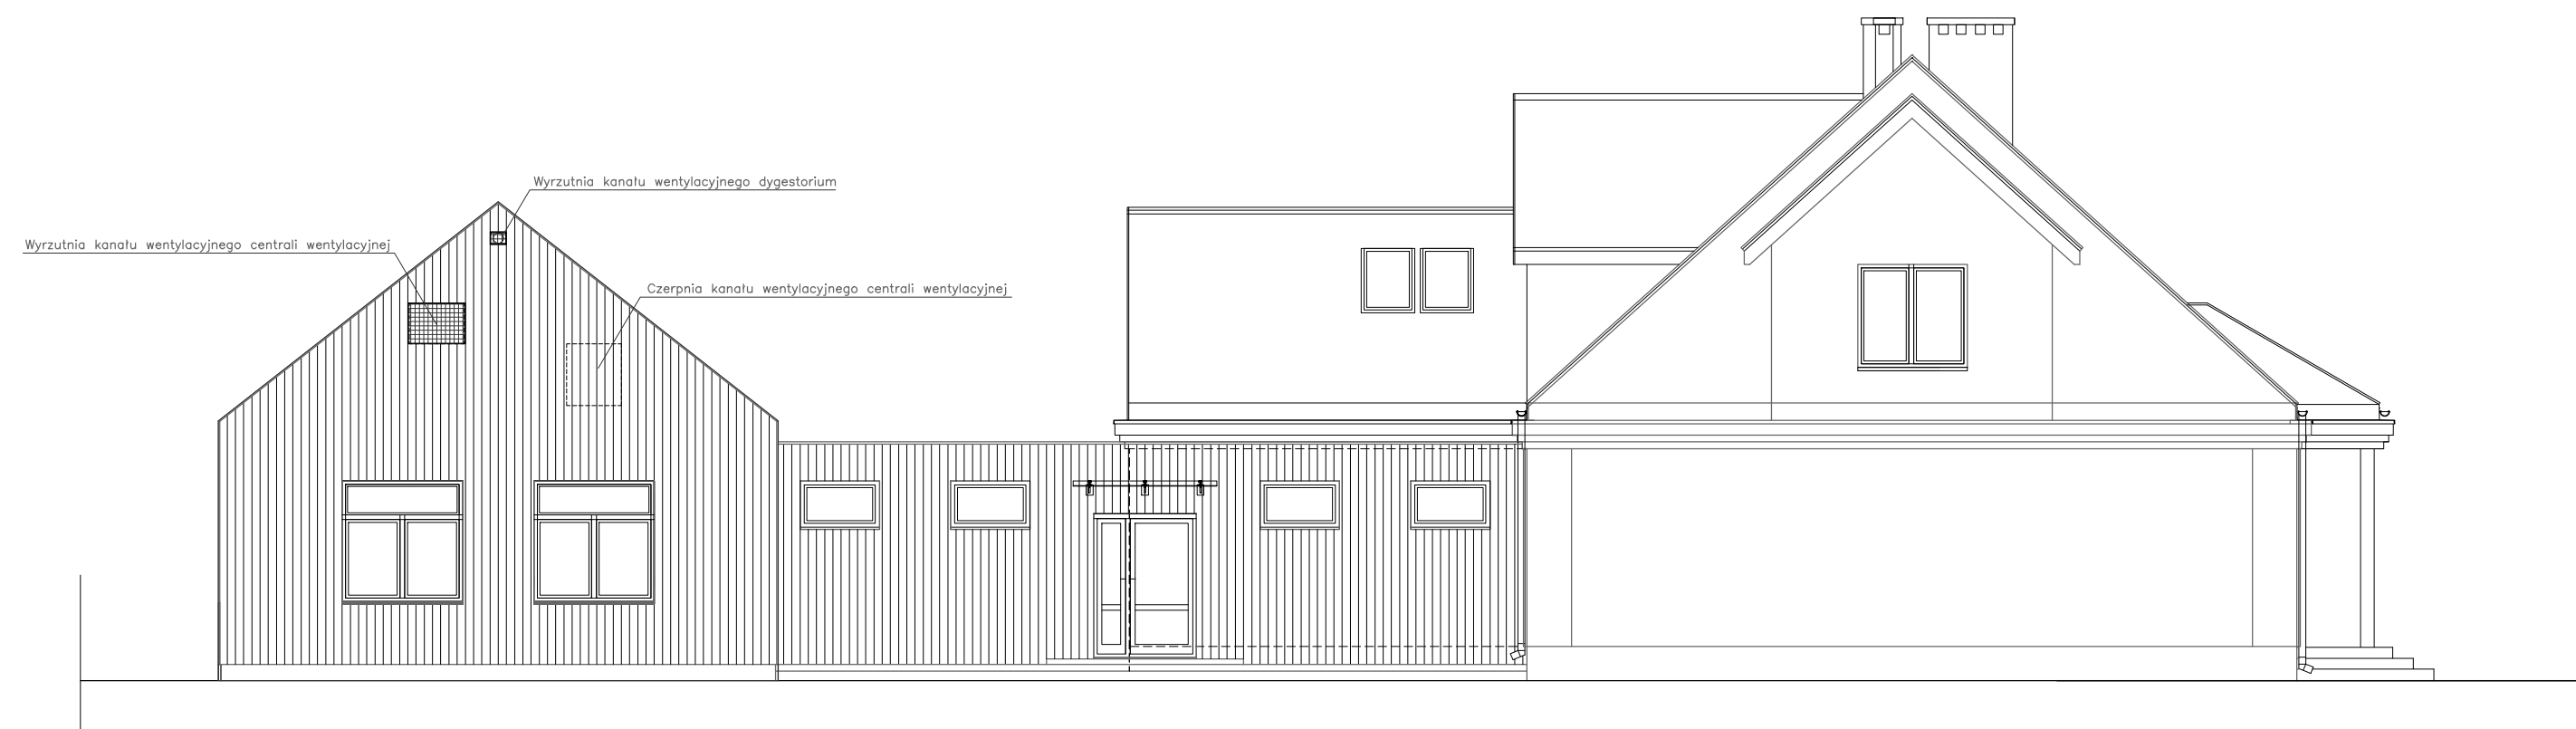 Wyrzutnia kanału wentylacyjnego dygestorium
Wyrzutnia kanału wentylacyjnego centrali wentylacyjnej
Czerpnia kanału wentylacyjnego centrali wentylacyjnej